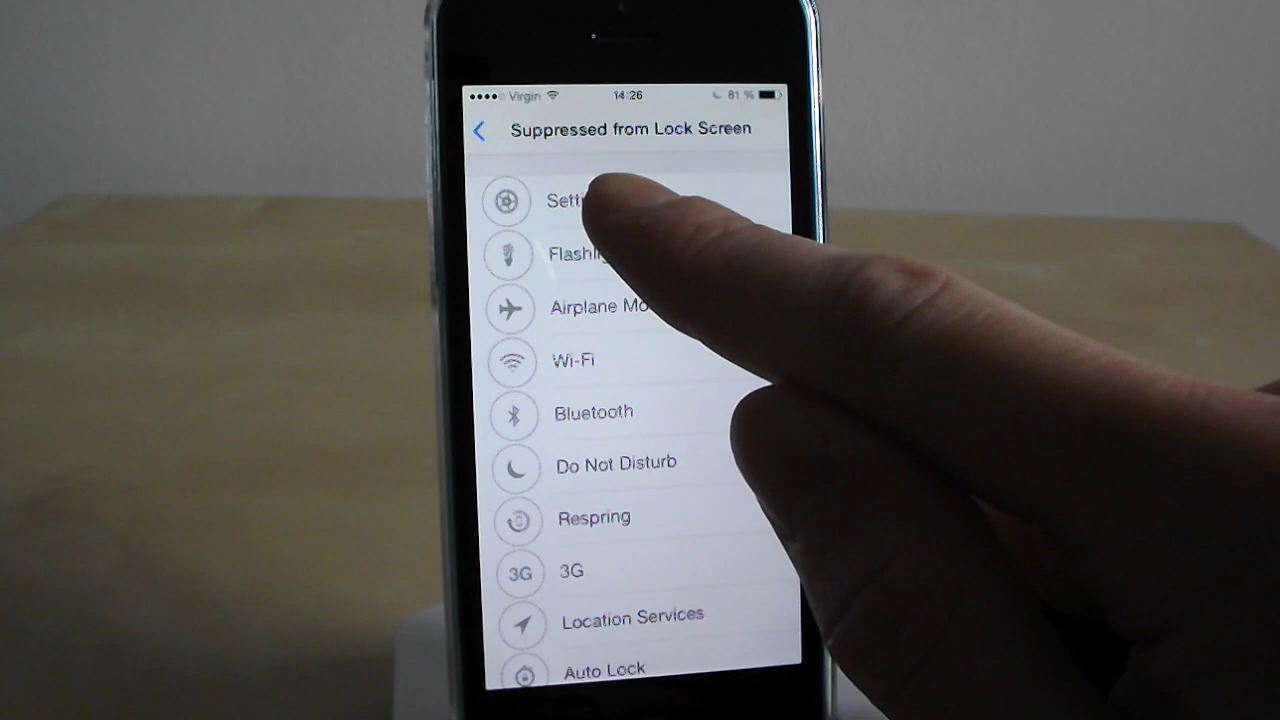 Virgin 14:26 81 %
Suppressed from Lock Screen
Flashlig
Airplane Mo
Wi-Fi
Bluetooth
Do Not Disturb
Respring
3G 3G
Location Services
Auto Lock